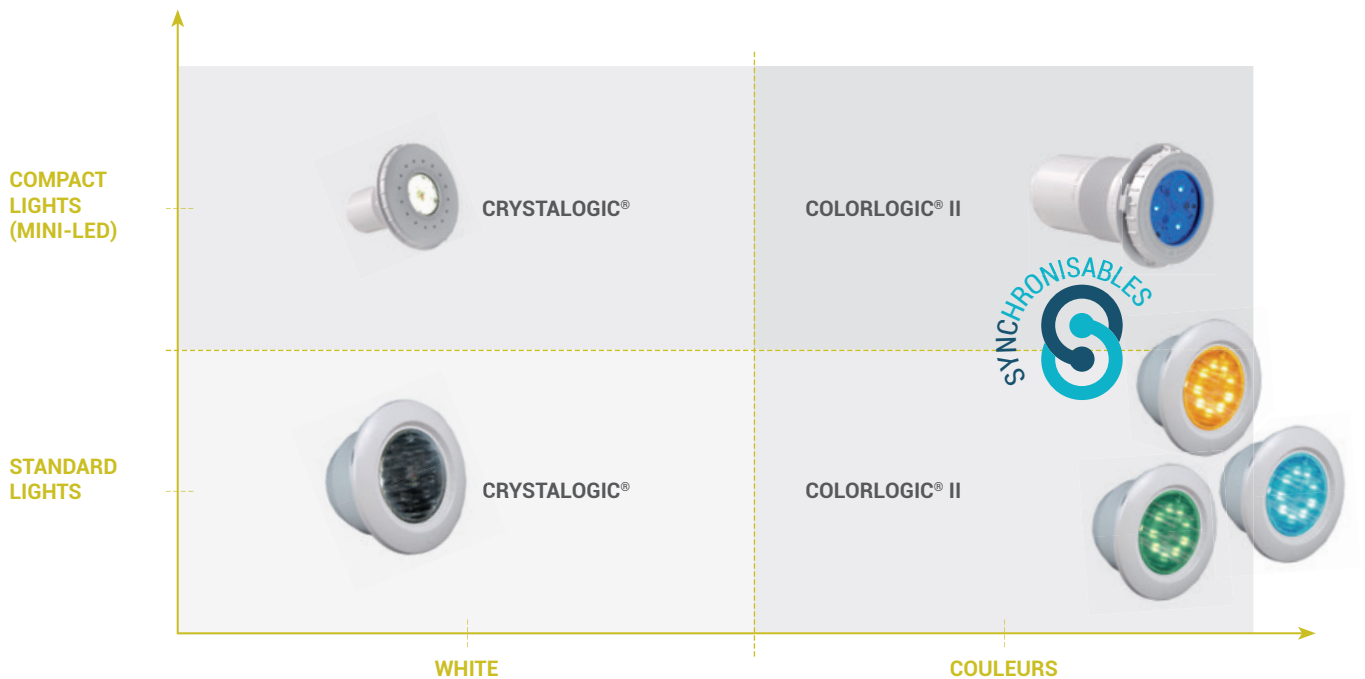 COMPACT
LIGHTS
(MINI-LED)
CRYSTALOGIC®
COLORLOGIC® II
SYNCHRONISABLES
STANDARD
LIGHTS
CRYSTALOGIC®
COLORLOGIC® II
WHITE
COULEURS